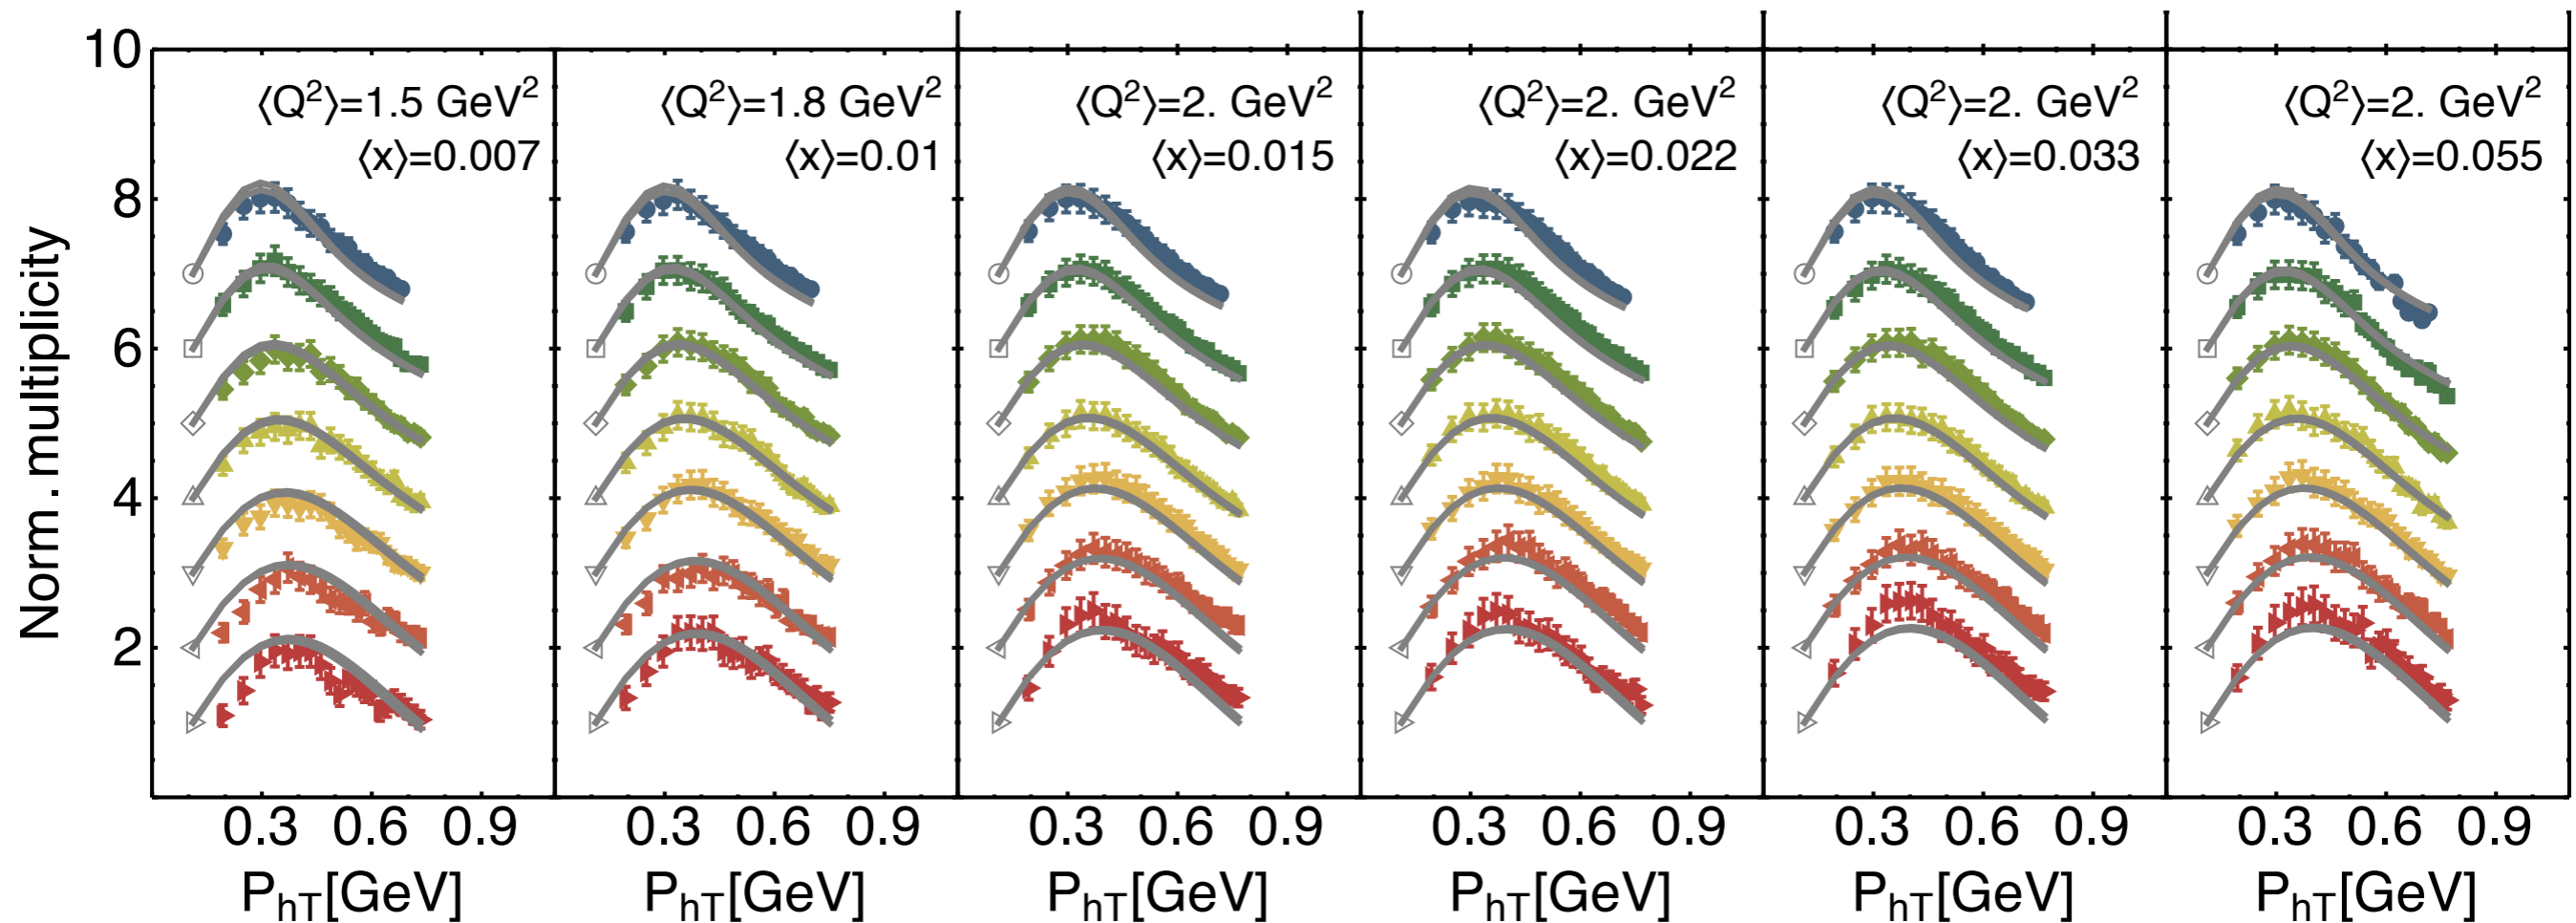 Norm. multiplicity
10
8
6
4
2
⟨Q²⟩=1.5 GeV²
⟨x⟩=0.007
⟨Q²⟩=1.8 GeV²
⟨x⟩=0.01
⟨Q²⟩=2. GeV²
⟨x⟩=0.015
⟨Q²⟩=2. GeV²
⟨x⟩=0.022
⟨Q²⟩=2. GeV²
⟨x⟩=0.033
⟨Q²⟩=2. GeV²
⟨x⟩=0.055
0.3 0.6 0.9
0.3 0.6 0.9
0.3 0.6 0.9
0.3 0.6 0.9
0.3 0.6 0.9
0.3 0.6 0.9
P_hT[GeV]
P_hT[GeV]
P_hT[GeV]
P_hT[GeV]
P_hT[GeV]
P_hT[GeV]